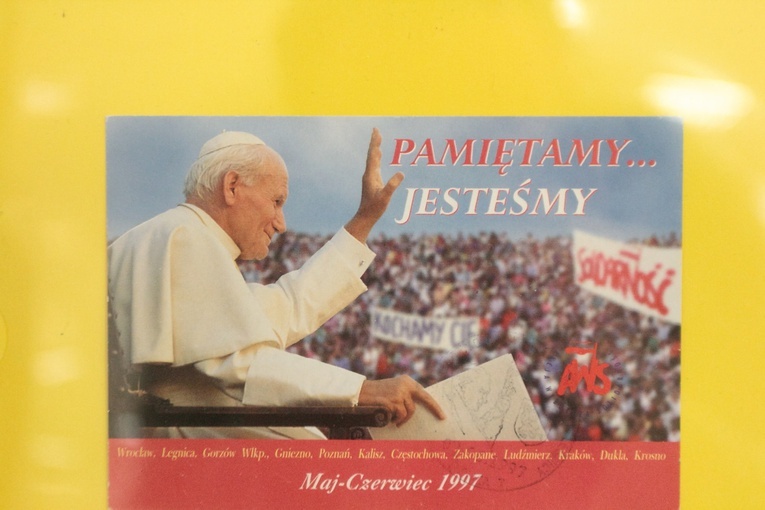 PAMIĘTAMY...
JESTEŚMY
SOLIDARNOŚĆ
KOCHAMY CIĘ
AWS
Wrocław, Legnica, Gorzów Wlkp., Gniezno, Poznań, Kalisz, Częstochowa, Zakopane, Ludźmierz, Kraków, Dukla, Krosno
Maj-Czerwiec 1997